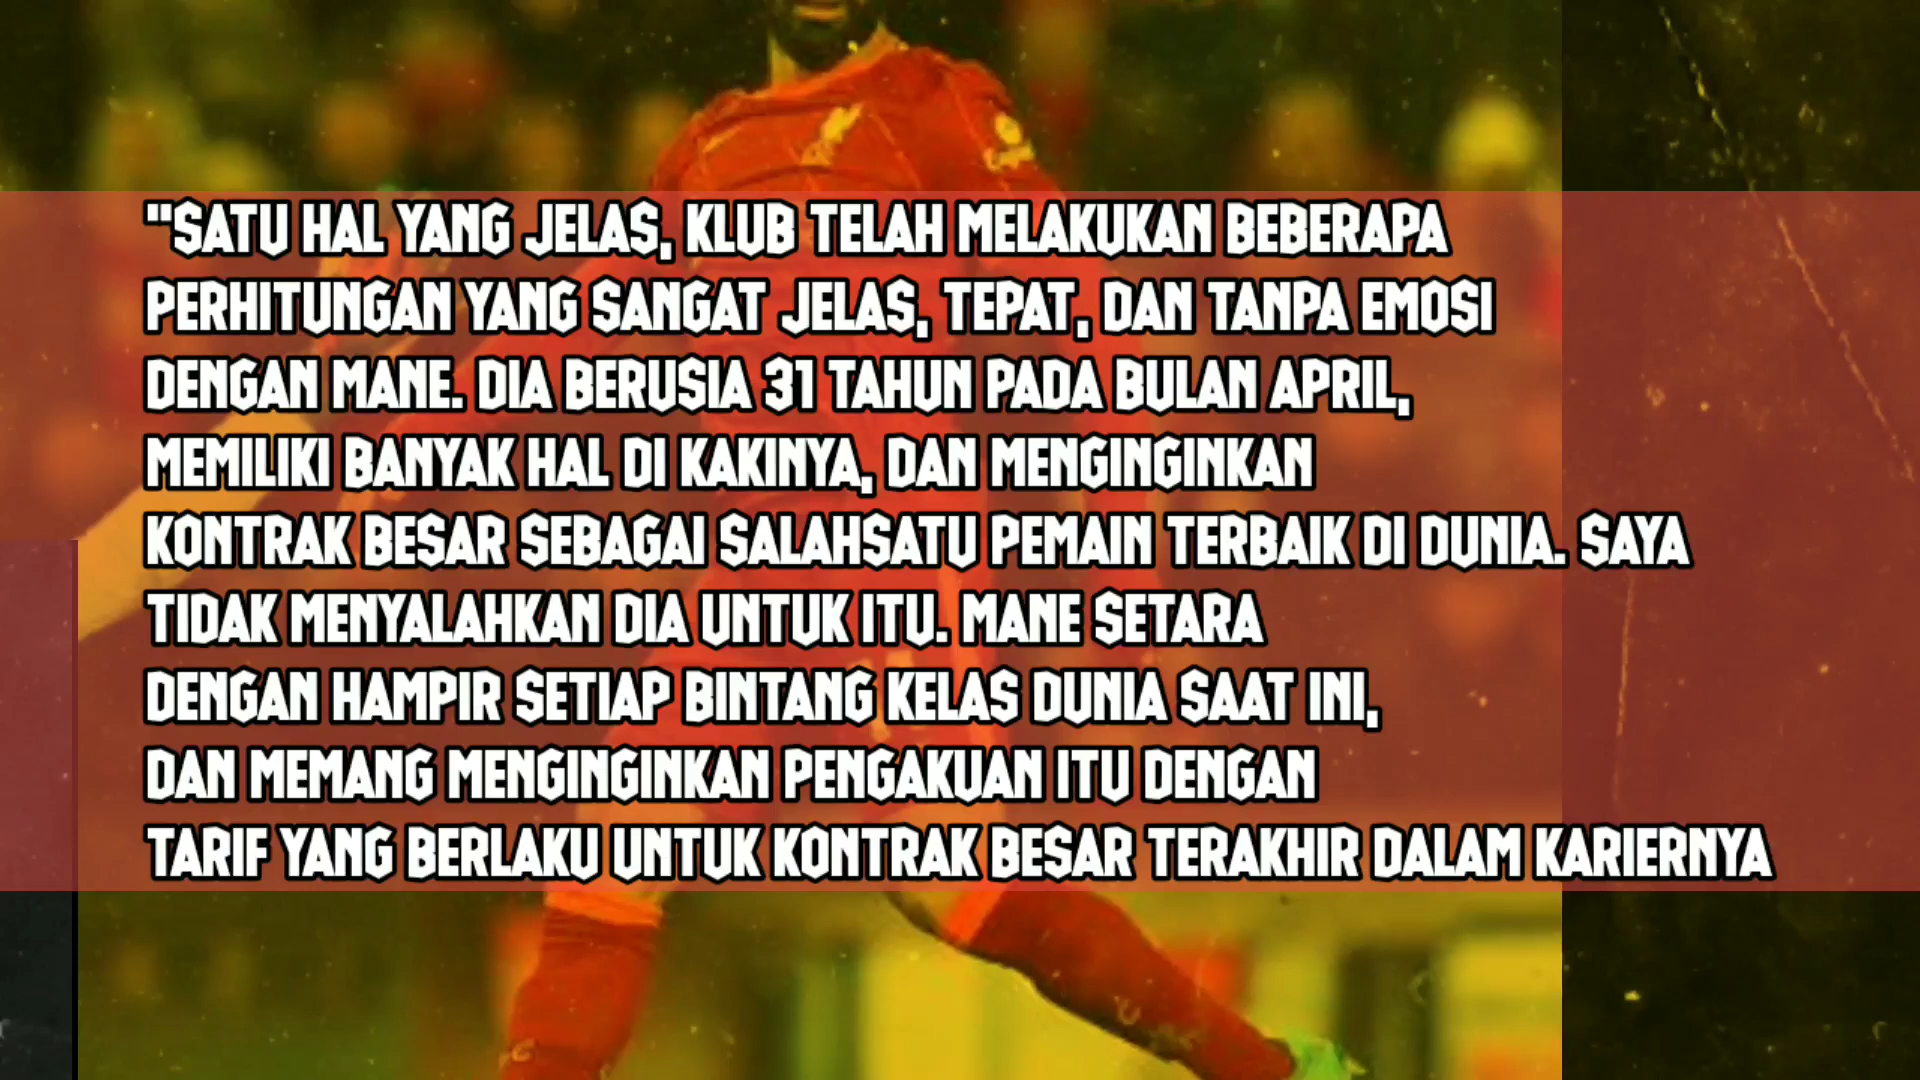 "SATU HAL YANG JELAS, KLUB TELAH MELAKUKAN BEBERAPA
PERHITUNGAN YANG SANGAT JELAS, TEPAT, DAN TANPA EMOSI
DENGAN MANE. DIA BERUSIA 31 TAHUN PADA BULAN APRIL,
MEMILIKI BANYAK HAL DI KAKINYA, DAN MENGINGINKAN
KONTRAK BESAR SEBAGAI SALAHSATU PEMAIN TERBAIK DI DUNIA. SAYA
TIDAK MENYALAHKAN DIA UNTUK ITU. MANE SETARA
DENGAN HAMPIR SETIAP BINTANG KELAS DUNIA SAAT INI,
DAN MEMANG MENGINGINKAN PENGAKUAN ITU DENGAN
TARIF YANG BERLAKU UNTUK KONTRAK BESAR TERAKHIR DALAM KARIERNYA